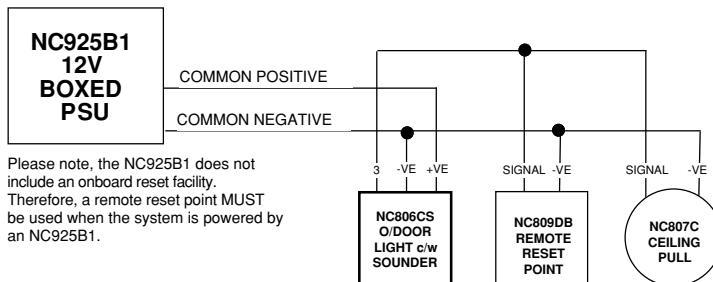 NC925B1
12V
BOXED
PSU
COMMON POSITIVE
COMMON NEGATIVE
Please note, the NC925B1 does not
include an onboard reset facility.
Therefore, a remote reset point MUST
be used when the system is powered by
an NC925B1.
3 -VE +VE
SIGNAL -VE
SIGNAL -VE
NC806CS
O/DOOR
LIGHT c/w
SOUNDER
NC809DB
REMOTE
RESET
POINT
NC807C
CEILING
PULL